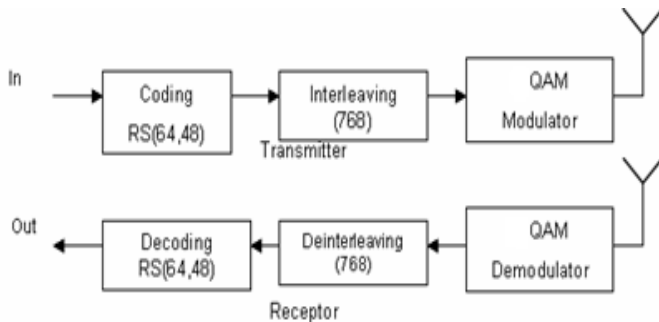 In
Coding
RS(64,48)
Interleaving
(768)
QAM
Modulator
Transmitter
Out
Decoding
RS(64,48)
Deinterleaving
(768)
QAM
Demodulator
Receptor